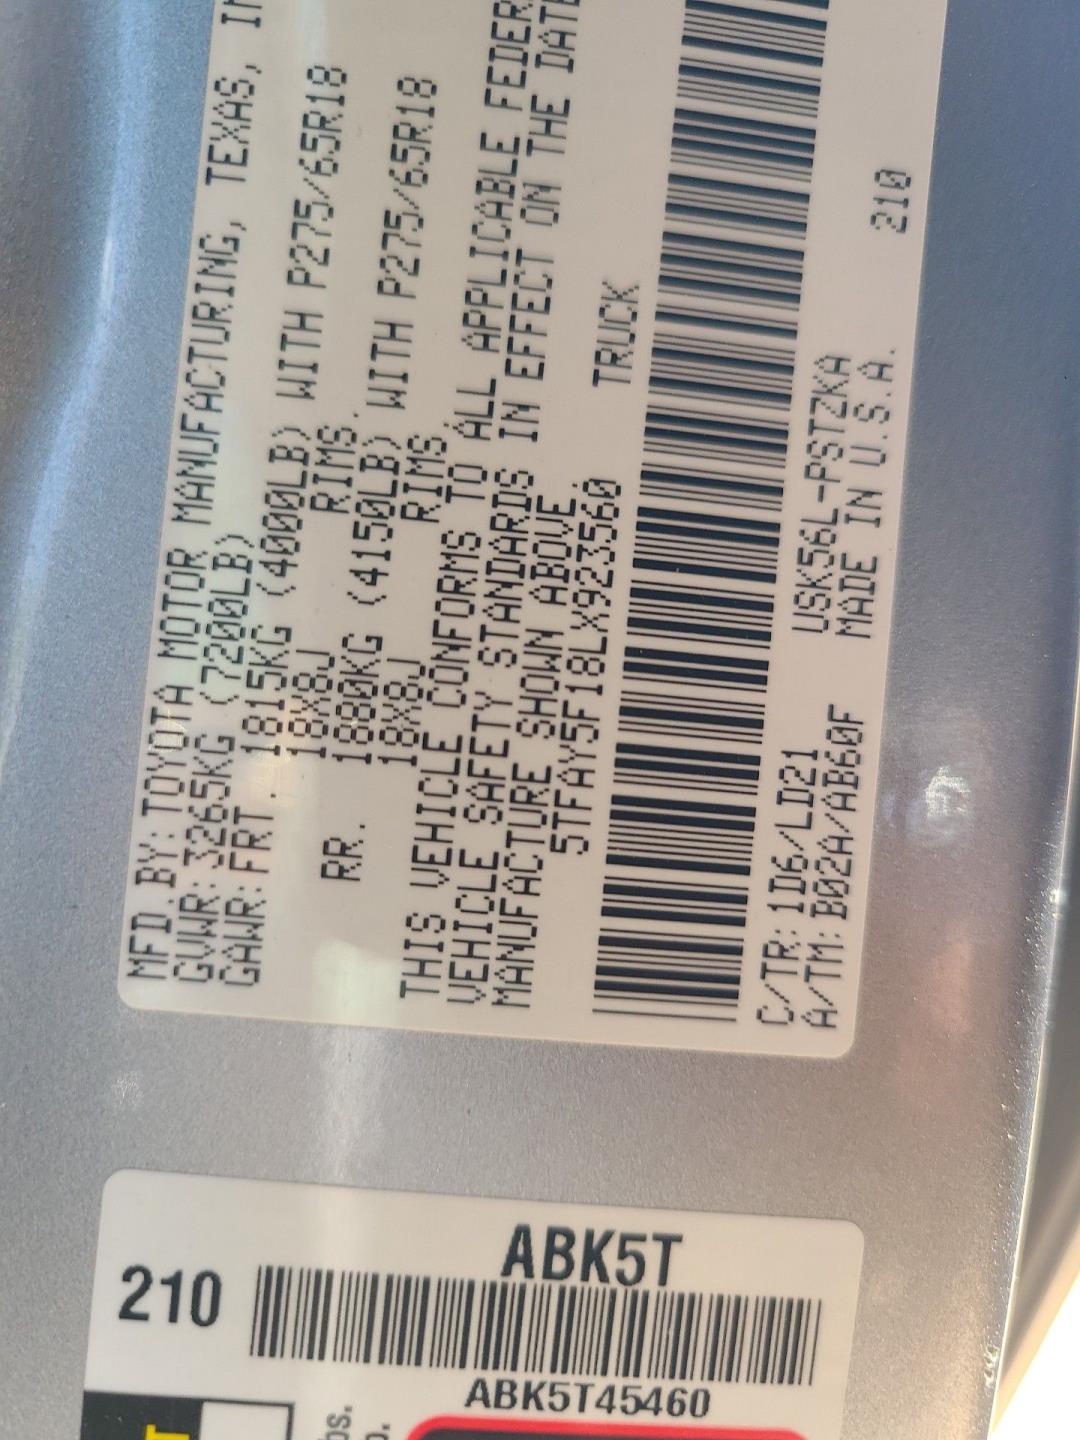 MFD.BY: TOYOTA MOTOR MANUFACTURING, TEXAS,
GVWR: 3265KG (7200LB)
GAWR: FRT. 1815KG (4000LB) WITH P275/65R18
18X8J RIMS.
RR. 1880KG (4150LB) WITH P275/65R18
18X8J RIMS.
THIS VEHICLE CONFORMS TO ALL APPLICABLE
VEHICLE SAFETY STANDARDS IN EFFECT ON THE DATE
MANUFACTURE SHOWN ABOVE.
5TFAY5F18LX923560 TRUCK
C/TR: 1D6/LD21 USK56L-PSTZKA 210
A/TM: B02A/AB60F MADE IN U.S.A.
210
ABK5T
ABK5T45460